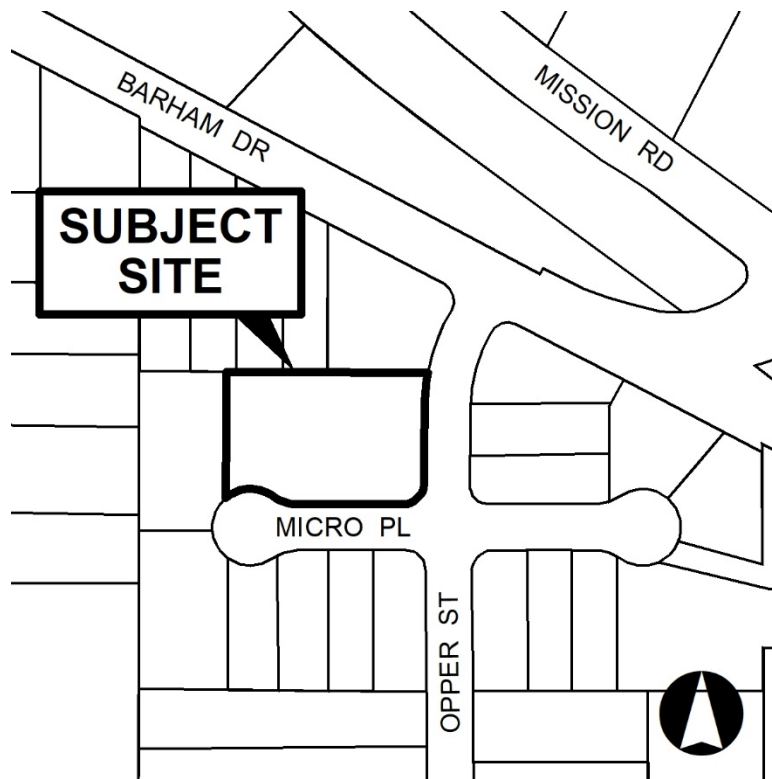 BARHAM DR
MISSION RD
SUBJECT
SITE
MICRO PL
OPPER ST